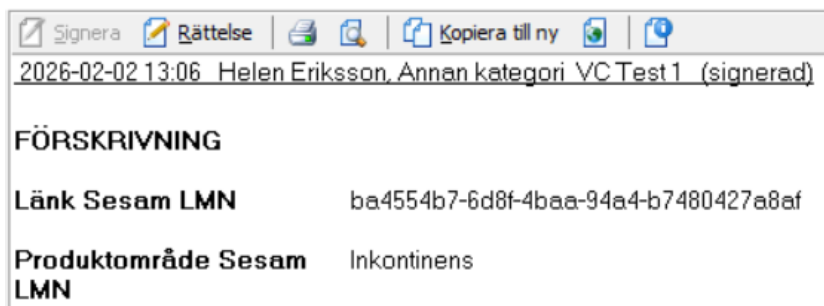 Signera Rättelse Kopiera till ny
2026-02-02 13:06 Helen Eriksson, Annan kategori VC Test 1 (signerad)
FÖRSKRIVNING
Länk Sesam LMN ba4554b7-6d8f-4baa-94a4-b7480427a8af
Produktområde Sesam Inkontinens
LMN